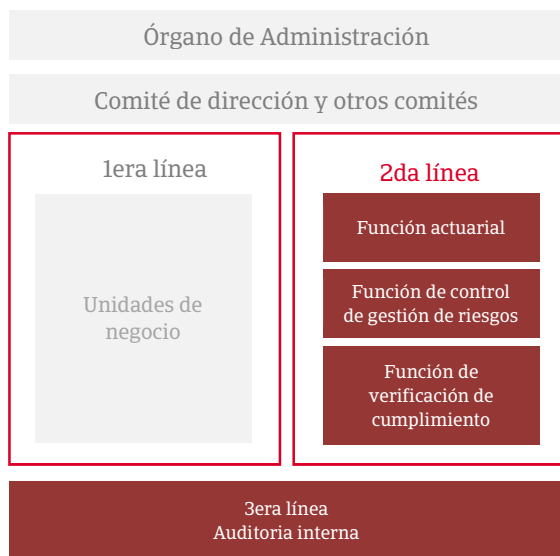 Órgano de Administración
Comité de dirección y otros comités
1era línea
Unidades de
negocio
2da línea
Función actuarial
Función de control
de gestión de riesgos
Función de
verificación de
cumplimiento
3era línea
Auditoria interna